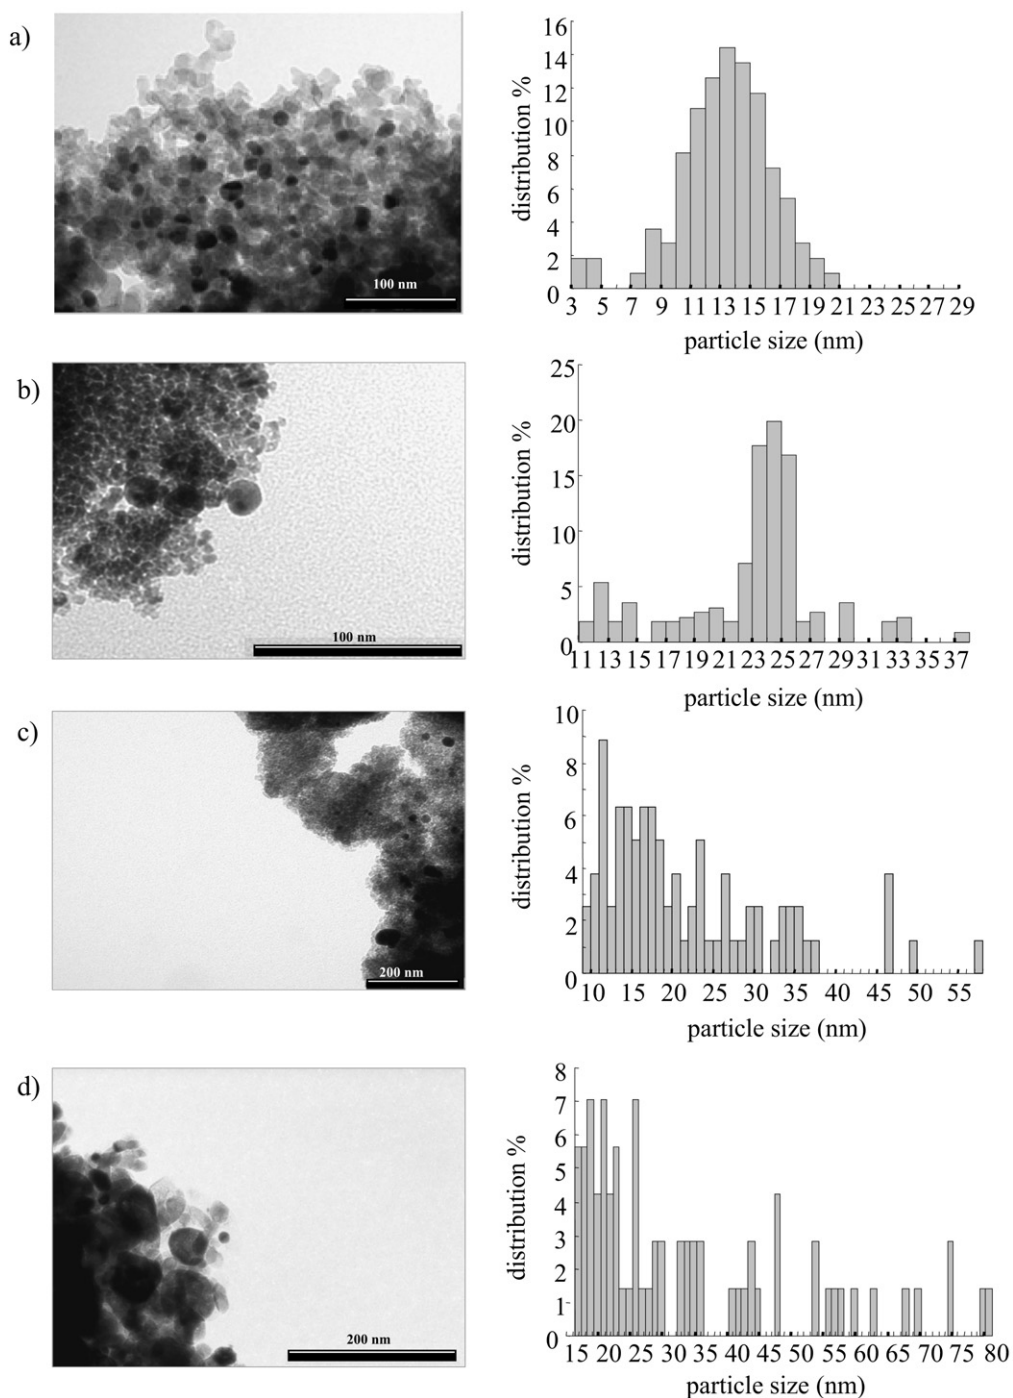 a)
100 nm
distribution %
16
14
12
10
8
6
4
2
0
3 5 7 9 11 13 15 17 19 21 23 25 27 29
particle size (nm)
b)
100 nm
distribution %
25
20
15
10
5
0
11 13 15 17 19 21 23 25 27 29 31 33 35 37
particle size (nm)
c)
200 nm
distribution %
10
8
6
4
2
0
10 15 20 25 30 35 40 45 50 55
particle size (nm)
d)
200 nm
distribution %
8
7
6
5
4
3
2
1
0
15 20 25 30 35 40 45 50 55 60 65 70 75 80
particle size (nm)